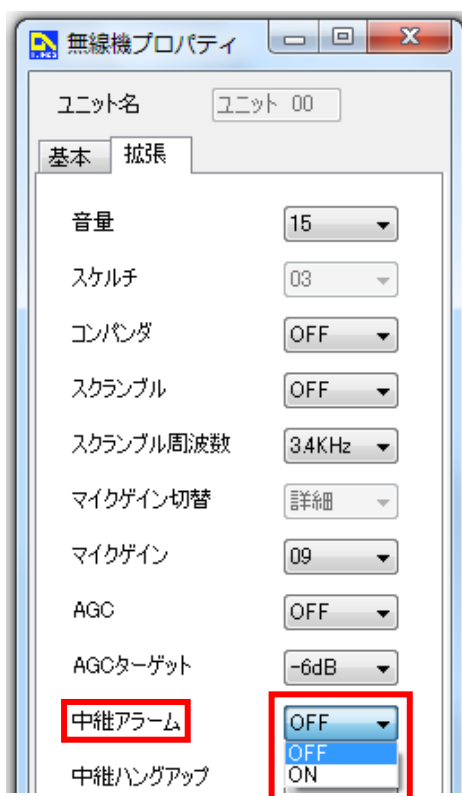 無線機プロパティ
ユニット名 ユニット 00
基本 拡張
音量 15
スケルチ 03
コンパンダ OFF
スクランブル OFF
スクランブル周波数 3.4KHz
マイクゲイン切替 詳細
マイクゲイン 09
AGC OFF
AGCターゲット -6dB
中継アラーム OFF
OFF
中継ハングアップ ON